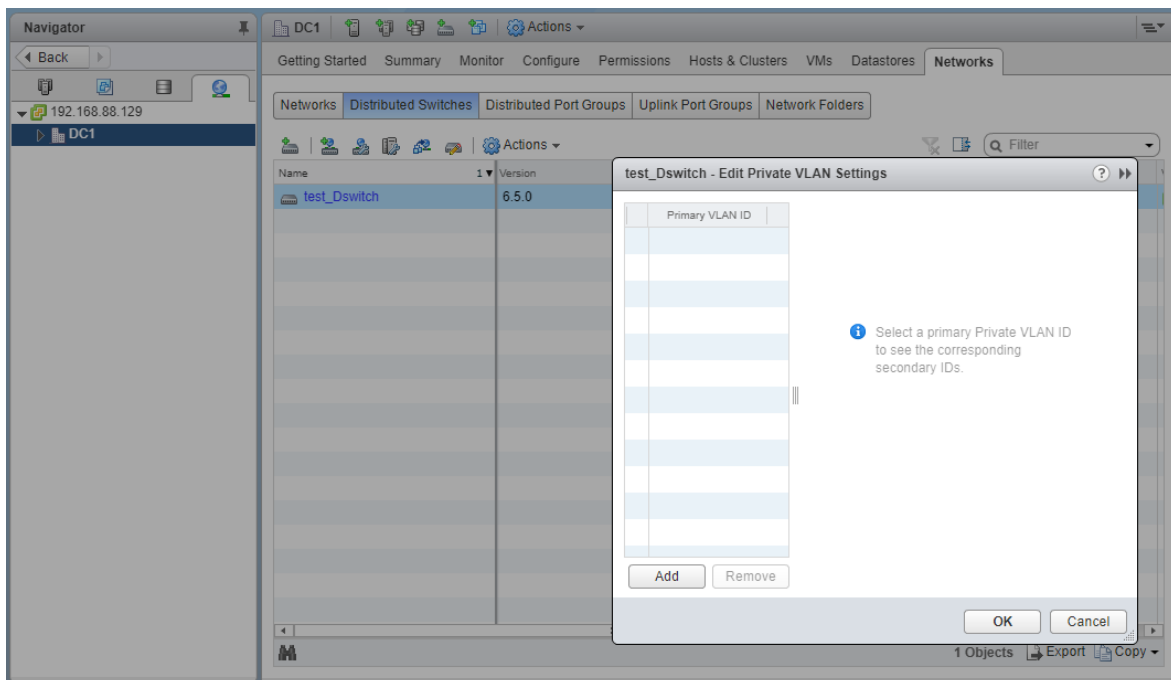 Navigator
DC1 Actions
Back
Getting Started Summary Monitor Configure Permissions Hosts & Clusters VMs Datastores Networks
Networks Distributed Switches Distributed Port Groups Uplink Port Groups Network Folders
192.168.88.129
DC1
Actions
Filter
Name 1 Version
test_Dswitch 6.5.0
test_Dswitch - Edit Private VLAN Settings ?
Primary VLAN ID
Select a primary Private VLAN ID
to see the corresponding
secondary IDs.
Add Remove
OK Cancel
1 Objects Export Copy